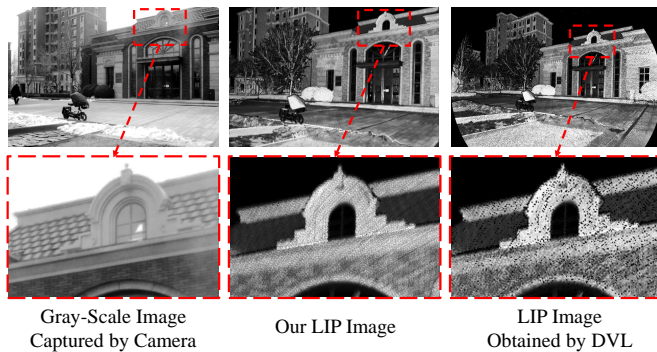 Gray-Scale Image
Captured by Camera
Our LIP Image
LIP Image
Obtained by DVL